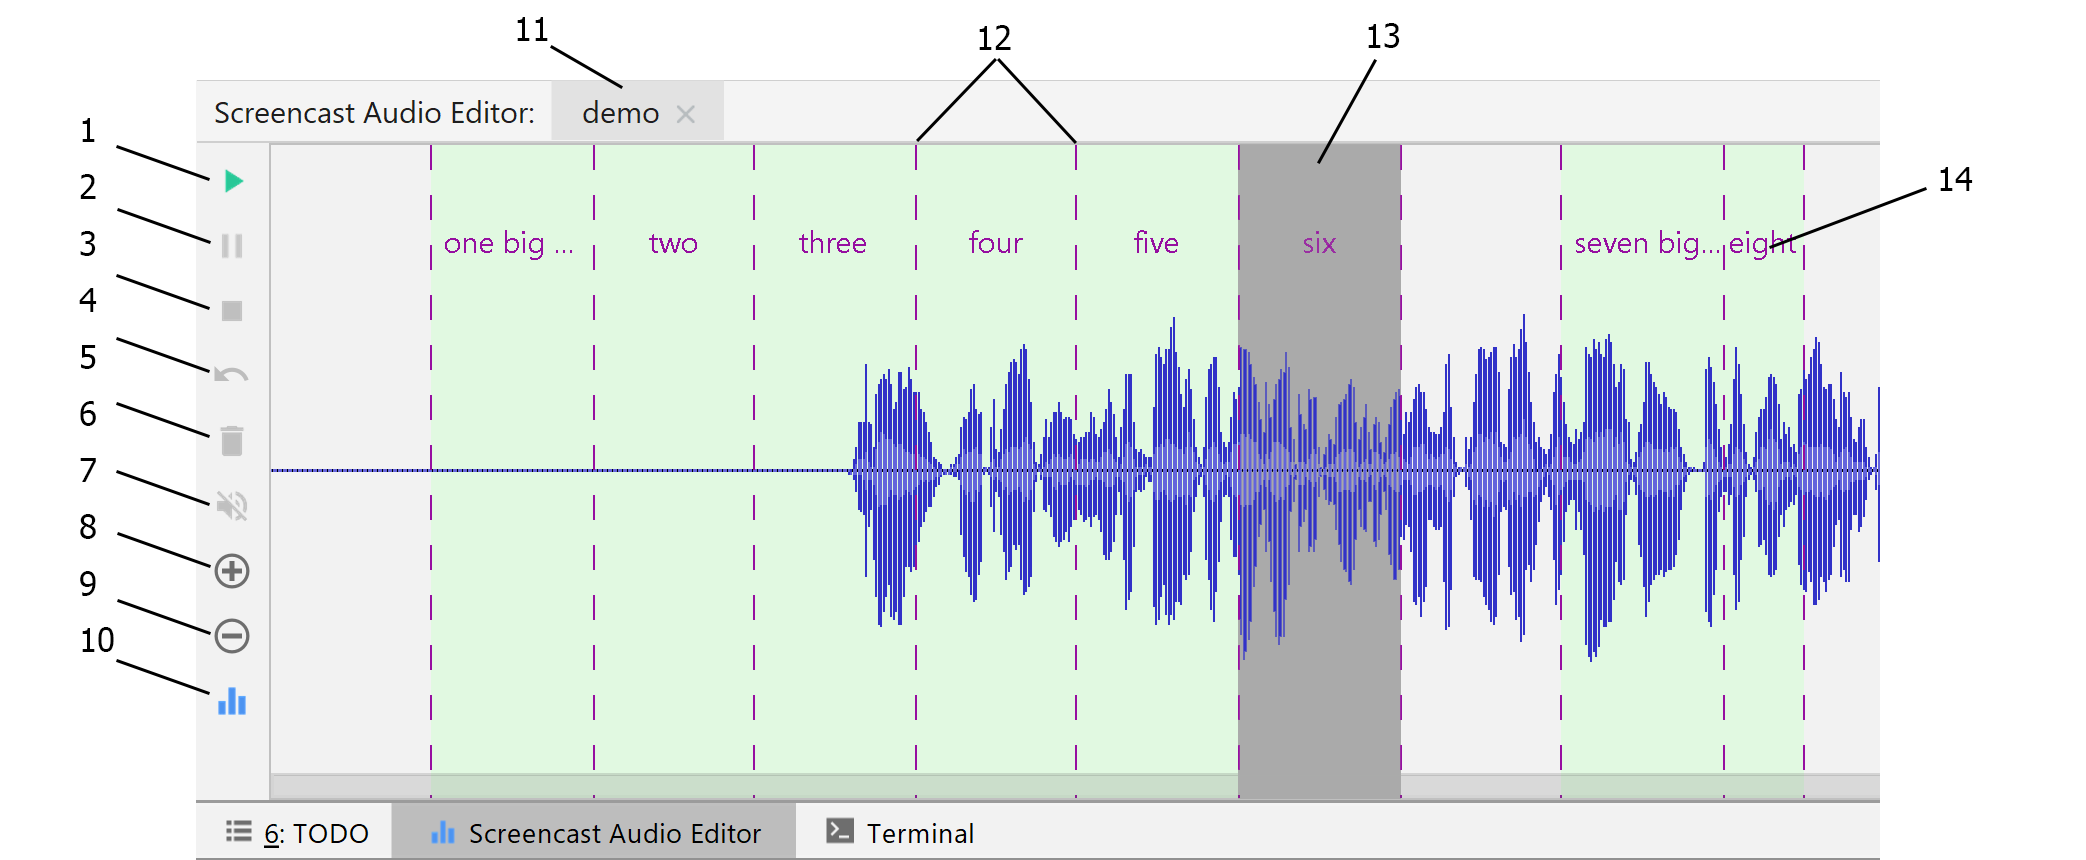 11
12
13
Screencast Audio Editor:
demo
1
2
3
4
5
6
7
8
9
10
14
one big ...
two
three
four
five
six
seven big...
eight
6: TODO
Screencast Audio Editor
Terminal